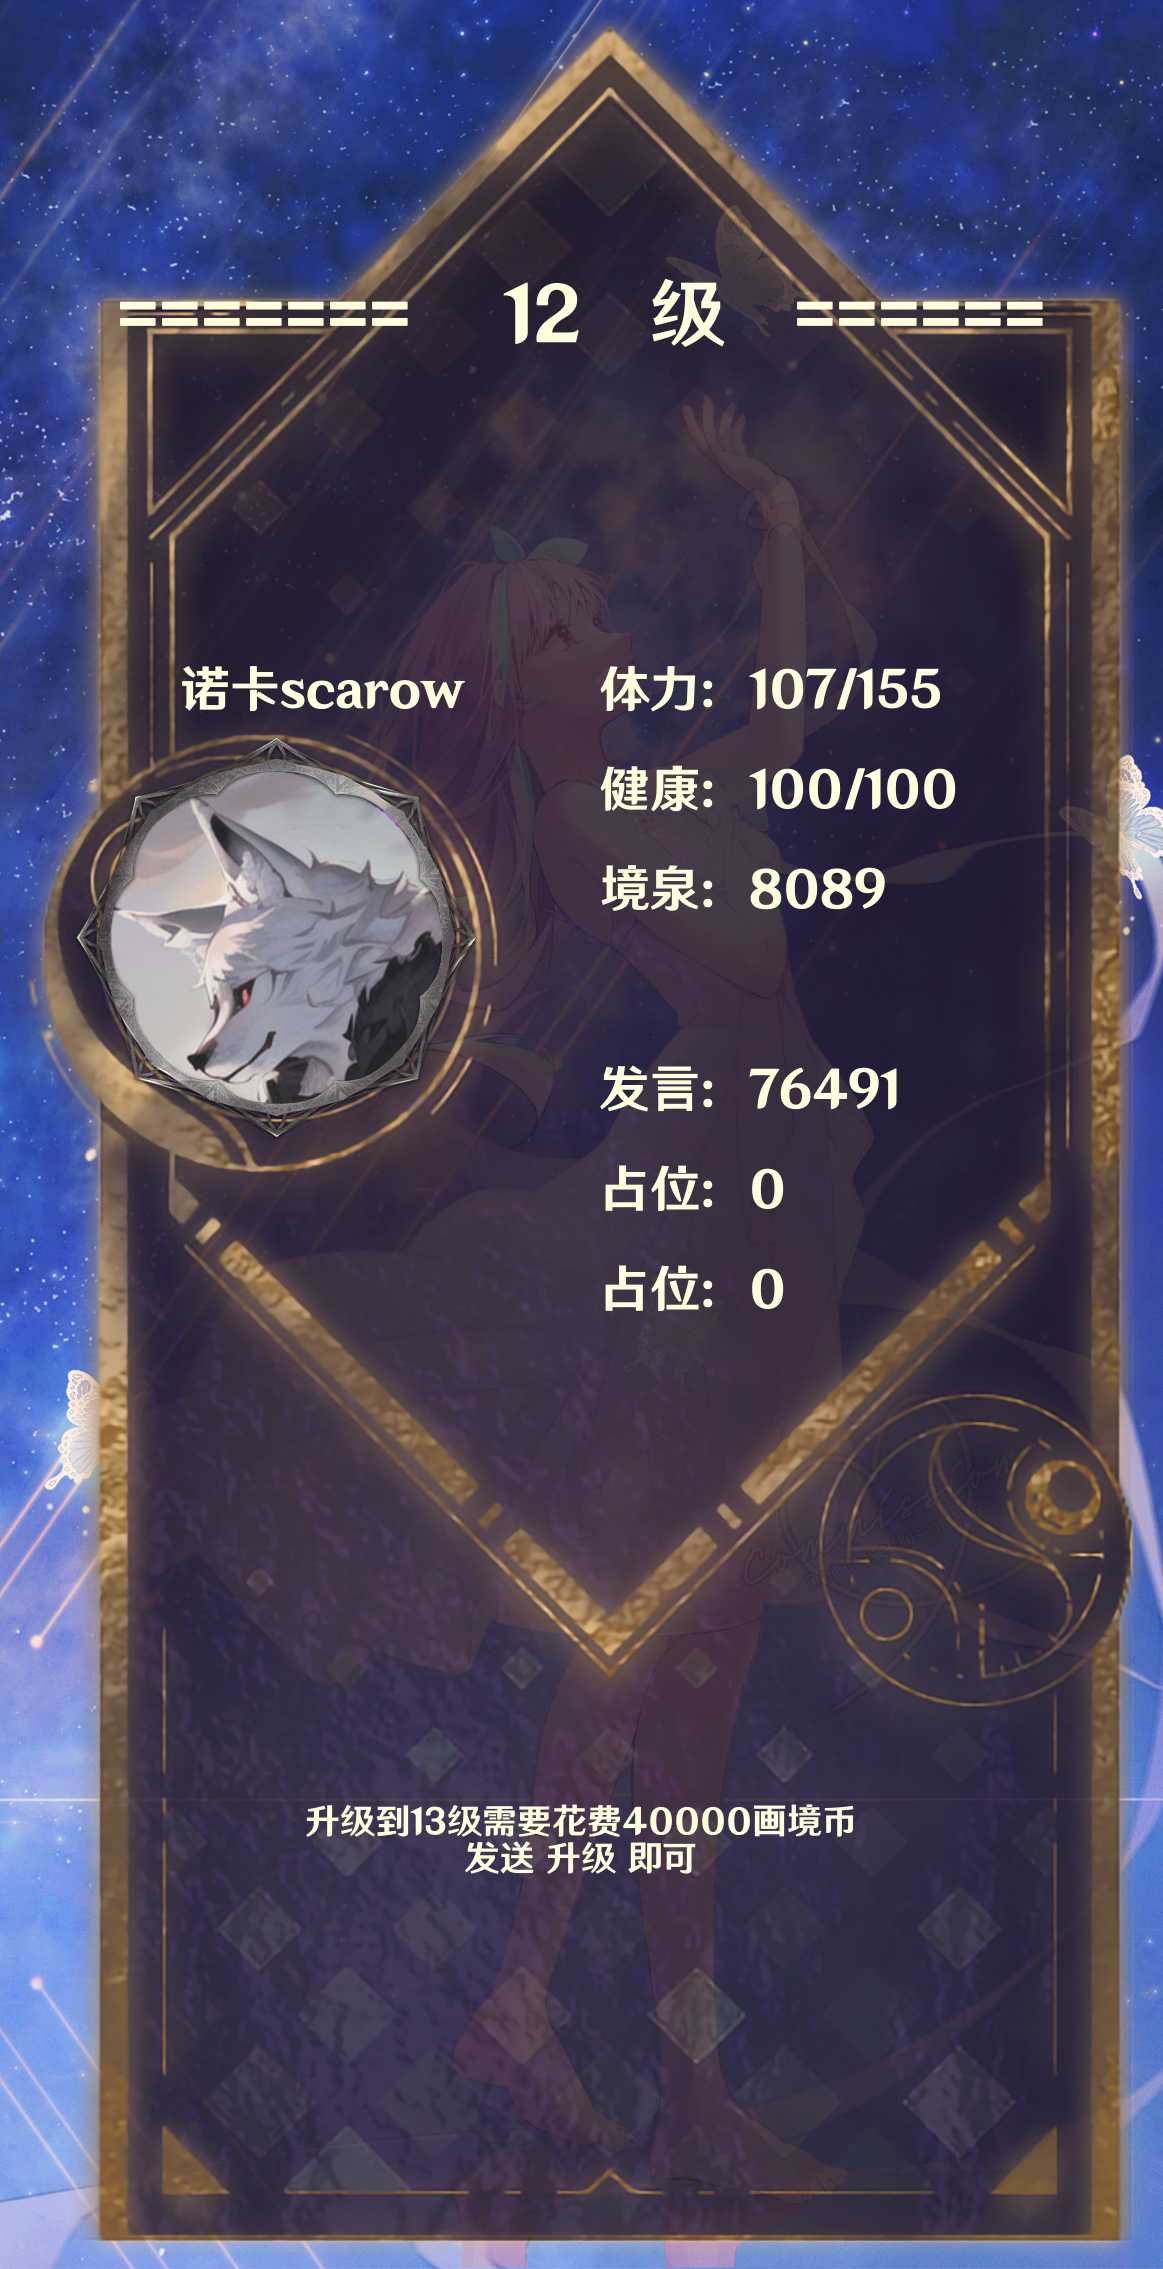 ======= 12 级 ======
诺卡scarow
体力: 107/155
健康: 100/100
境泉: 8089
发言: 76491
占位: 0
占位: 0
升级到13级需要花费40000画境币
发送 升级 即可